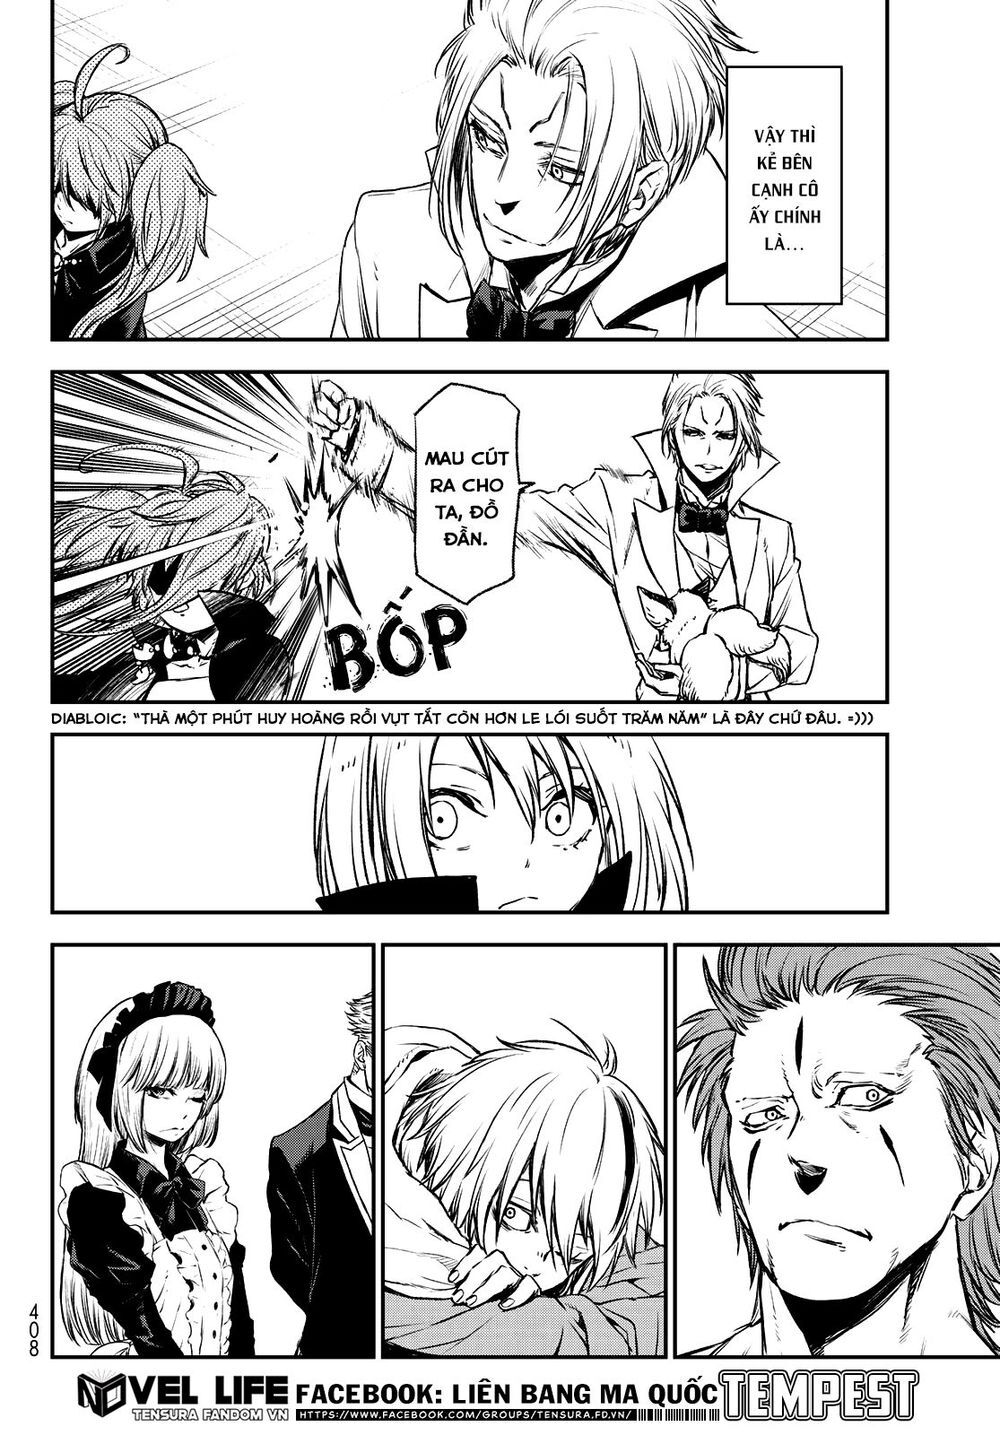 VẬY THÌ
KẺ BÊN
CẠNH CÔ
ẤY CHÍNH
LÀ...
MAU CÚT
RA CHO
TA, ĐỒ
ĐẦN.
BỐP
DIABLOIC: "THÀ MỘT PHÚT HUY HOÀNG RỒI VỤT TẮT CÒN HƠN LE LÓI SUỐT TRĂM NĂM" LÀ ĐÂY CHỨ ĐÂU. =)))
408
NOVEL LIFE
TENSURA FANDOM VN
FACEBOOK: LIÊN BANG MA QUỐC
HTTPS://WWW.FACEBOOK.COM/GROUPS/TENSURA.FD.VN/
TEMPEST